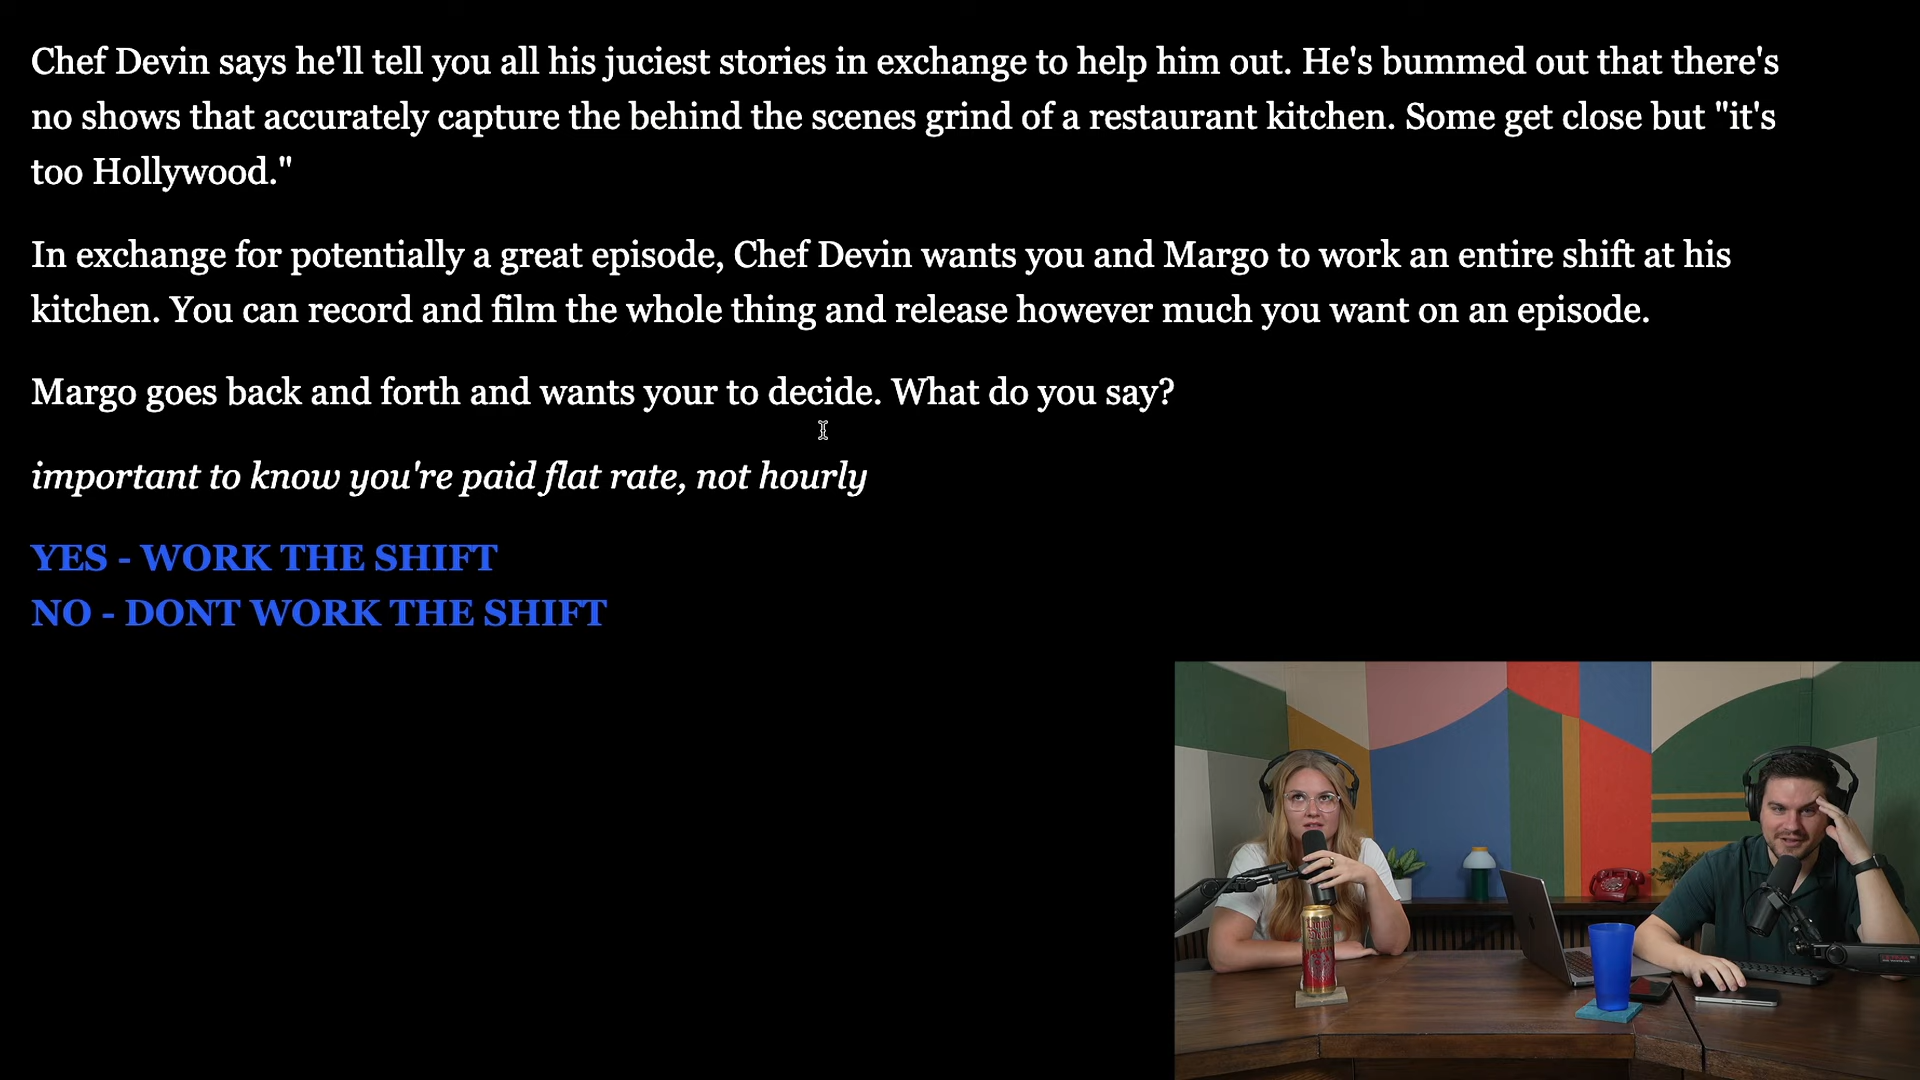 Chef Devin says he'll tell you all his juciest stories in exchange to help him out. He's bummed out that there's
no shows that accurately capture the behind the scenes grind of a restaurant kitchen. Some get close but "it's
too Hollywood."
In exchange for potentially a great episode, Chef Devin wants you and Margo to work an entire shift at his
kitchen. You can record and film the whole thing and release however much you want on an episode.
Margo goes back and forth and wants your to decide. What do you say?
important to know you're paid flat rate, not hourly
YES - WORK THE SHIFT
NO - DONT WORK THE SHIFT